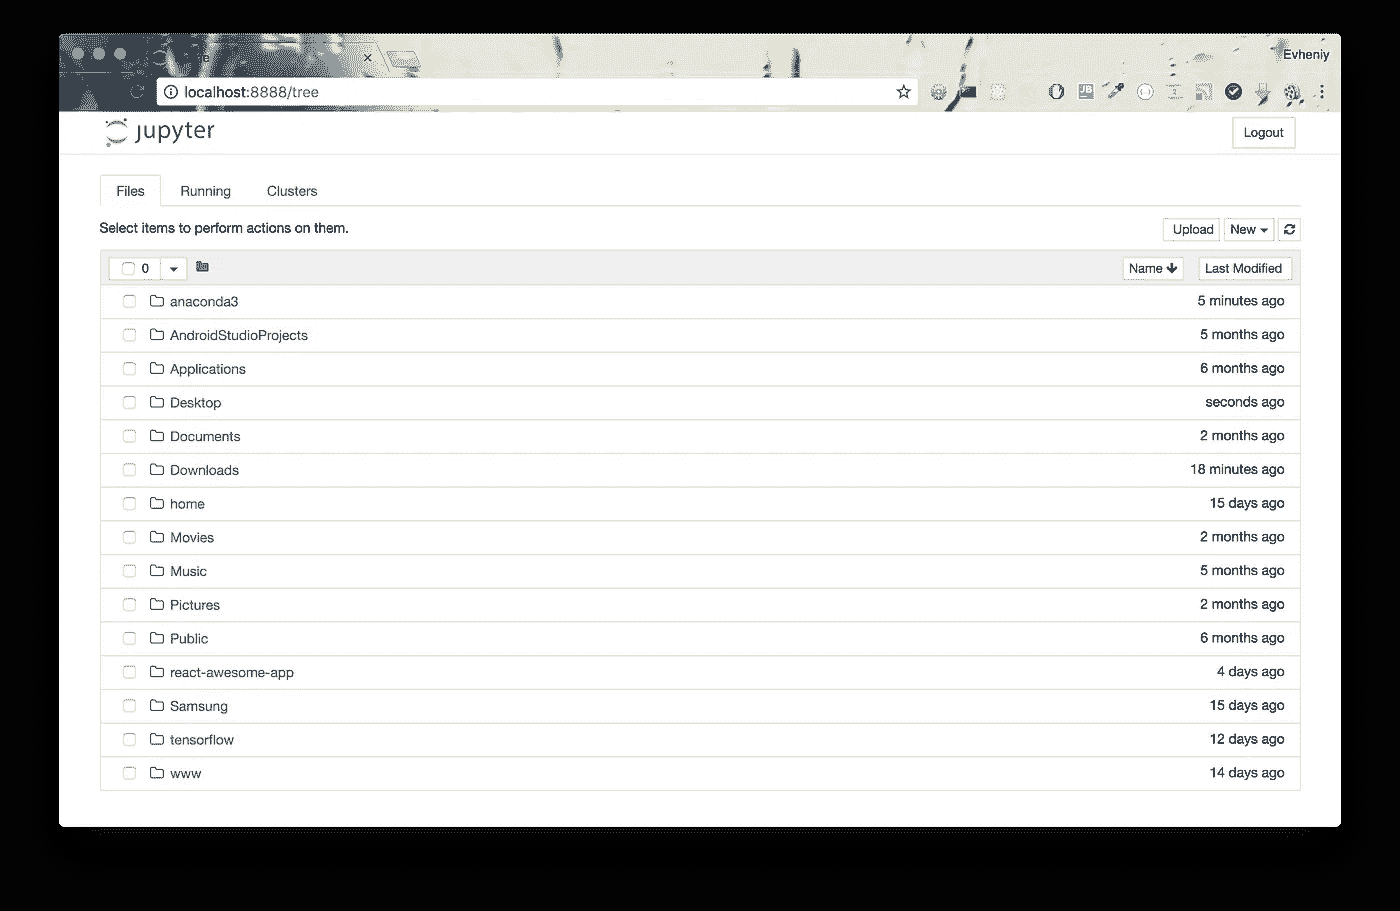 Evheniy
localhost:8888/tree
JB
jupyter
Logout
Files Running Clusters
Select items to perform actions on them.
Upload New
0 Name Last Modified
anaconda3 5 minutes ago
AndroidStudioProjects 5 months ago
Applications 6 months ago
Desktop seconds ago
Documents 2 months ago
Downloads 18 minutes ago
home 15 days ago
Movies 2 months ago
Music 5 months ago
Pictures 2 months ago
Public 6 months ago
react-awesome-app 4 days ago
Samsung 15 days ago
tensorflow 12 days ago
www 14 days ago